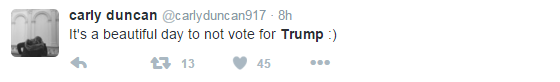 carly duncan @carlyduncan917 · 8h
It's a beautiful day to not vote for Trump :)
13 45